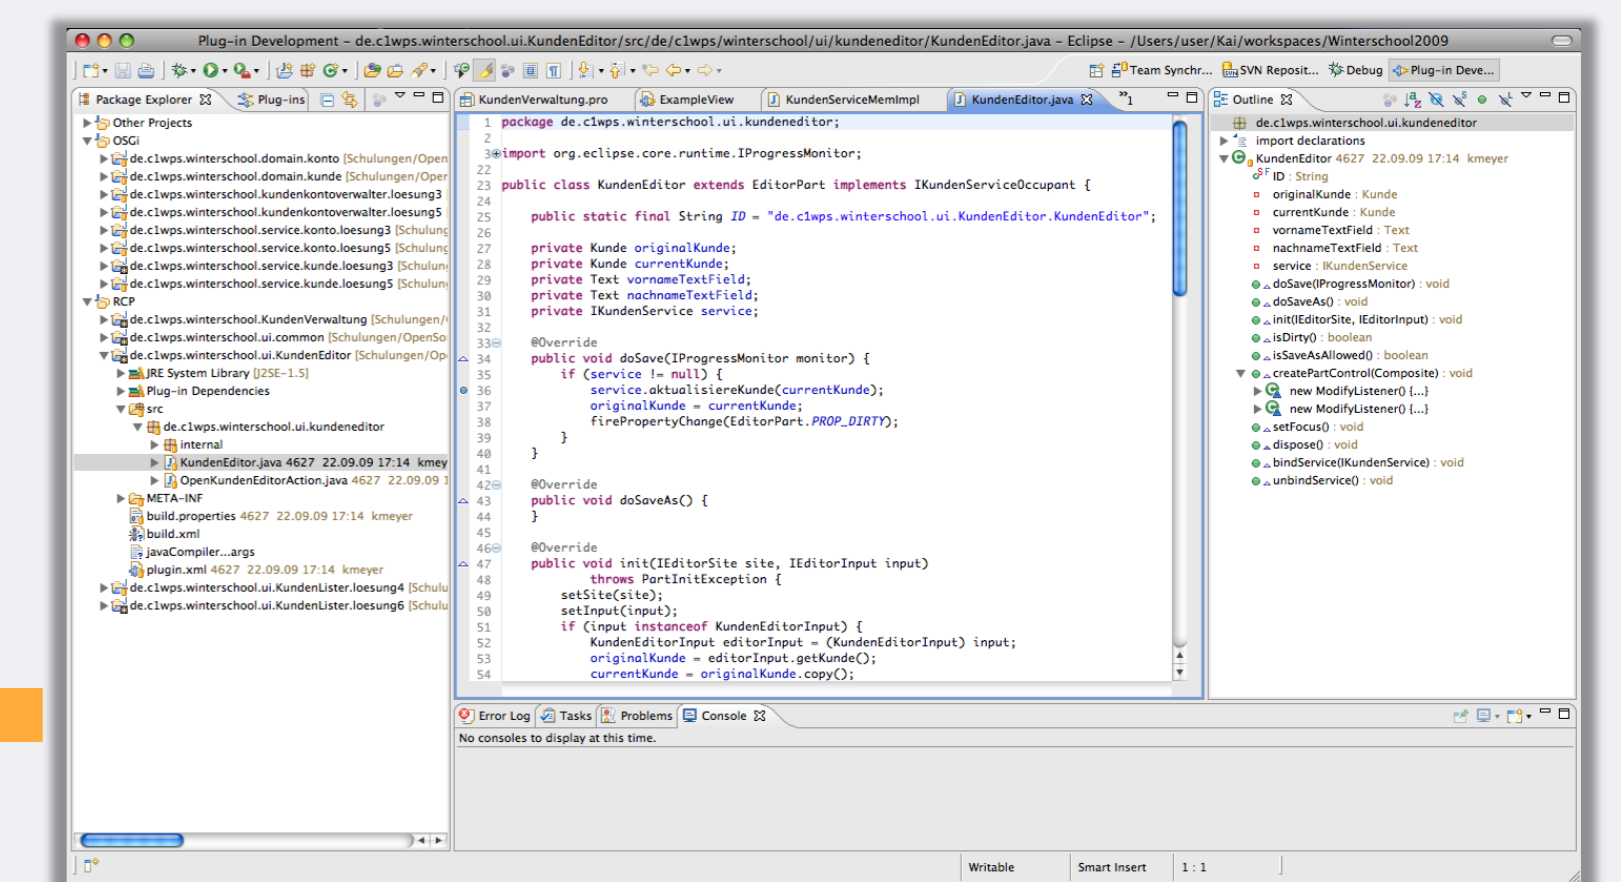 Plug-in Development - de.c1wps.winterschool.ui.KundenEditor/src/de/c1wps/winterschool/ui/kundeneditor/KundenEditor.java - Eclipse - /Users/user/Kai/workspaces/Winterschool2009
Team Synchr... SVN Reposit... Debug Plug-in Deve...
Package Explorer Plug-ins
Other Projects
OSGi
de.c1wps.winterschool.domain.konto [Schulungen/Open
de.c1wps.winterschool.domain.kunde [Schulungen/Oper
de.c1wps.winterschool.kundenkontoverwalter.loesung3
de.c1wps.winterschool.kundenkontoverwalter.loesung5
de.c1wps.winterschool.service.konto.loesung3 [Schulung
de.c1wps.winterschool.service.konto.loesung5 [Schulung
de.c1wps.winterschool.service.kunde.loesung3 [Schulung
de.c1wps.winterschool.service.kunde.loesung5 [Schulung
RCP
de.c1wps.winterschool.KundenVerwaltung [Schulungen/
de.c1wps.winterschool.ui.common [Schulungen/OpenSo
de.c1wps.winterschool.ui.KundenEditor [Schulungen/Op
JRE System Library [J2SE-1.5]
Plug-in Dependencies
src
de.c1wps.winterschool.ui.kundeneditor
internal
KundenEditor.java 4627 22.09.09 17:14 kmey
OpenKundenEditorAction.java 4627 22.09.09 1
META-INF
build.properties 4627 22.09.09 17:14 kmeyer
build.xml
javaCompiler...args
plugin.xml 4627 22.09.09 17:14 kmeyer
de.c1wps.winterschool.ui.KundenLister.loesung4 [Schulu
de.c1wps.winterschool.ui.KundenLister.loesung6 [Schulu
KundenVerwaltung.pro ExampleView KundenServiceMemImpl KundenEditor.java »1
1 package de.c1wps.winterschool.ui.kundeneditor;
2
3 import org.eclipse.core.runtime.IProgressMonitor;
22
23 public class KundenEditor extends EditorPart implements IKundenServiceOccupant {
24
25 public static final String ID = "de.c1wps.winterschool.ui.KundenEditor.KundenEditor";
26
27 private Kunde originalKunde;
28 private Kunde currentKunde;
29 private Text vornameTextField;
30 private Text nachnameTextField;
31 private IKundenService service;
32
33 @Override
34 public void doSave(IProgressMonitor monitor) {
35 if (service != null) {
36 service.aktualisiereKunde(currentKunde);
37 originalKunde = currentKunde;
38 firePropertyChange(EditorPart.PROP_DIRTY);
39 }
40 }
41
42 @Override
43 public void doSaveAs() {
44 }
45
46 @Override
47 public void init(IEditorSite site, IEditorInput input)
48 throws PartInitException {
49 setSite(site);
50 setInput(input);
51 if (input instanceof KundenEditorInput) {
52 KundenEditorInput editorInput = (KundenEditorInput) input;
53 originalKunde = editorInput.getKunde();
54 currentKunde = originalKunde.copy();
Outline
de.c1wps.winterschool.ui.kundeneditor
import declarations
KundenEditor 4627 22.09.09 17:14 kmeyer
ID : String
originalKunde : Kunde
currentKunde : Kunde
vornameTextField : Text
nachnameTextField : Text
service : IKundenService
doSave(IProgressMonitor) : void
doSaveAs() : void
init(IEditorSite, IEditorInput) : void
isDirty() : boolean
isSaveAsAllowed() : boolean
createPartControl(Composite) : void
new ModifyListener() {...}
new ModifyListener() {...}
setFocus() : void
dispose() : void
bindService(IKundenService) : void
unbindService() : void
Error Log Tasks Problems Console
No consoles to display at this time.
Writable Smart Insert 1 : 1